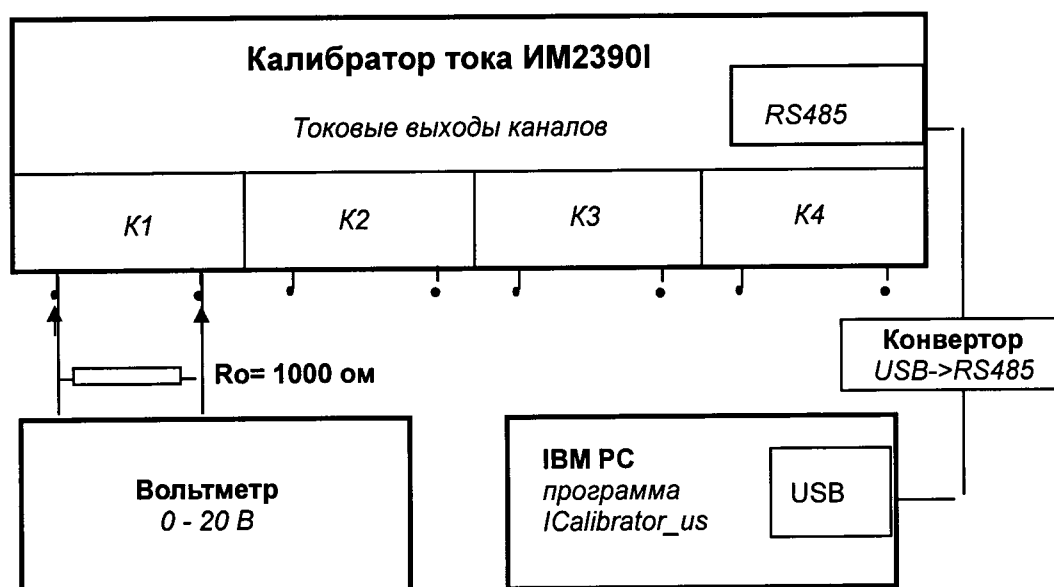 Калибратор тока ИМ2390I
RS485
Токовые выходы каналов
К1
К2
К3
К4
Ro= 1000 ом
Конвертор
USB->RS485
Вольтметр
0 - 20 В
IBM PC
программа
ICalibrator_us
USB